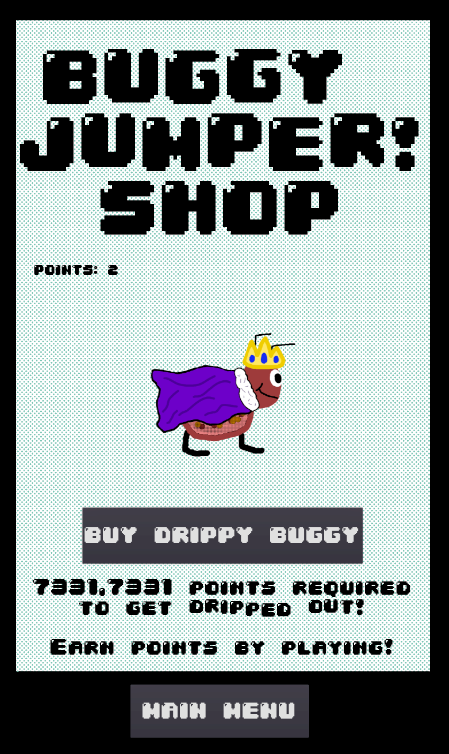 BUGGY
JUMPER!
SHOP
POINTS: 2
BUY DRIPPY BUGGY
7331,7331 POINTS REQUIRED
TO GET DRIPPED OUT!
EARN POINTS BY PLAYING!
MAIN MENU